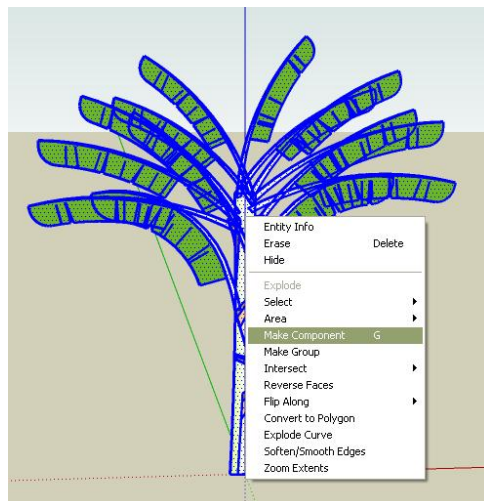 Entity Info
Erase Delete
Hide
Explode
Select
Area
Make Component G
Make Group
Intersect
Reverse Faces
Flip Along
Convert to Polygon
Explode Curve
Soften/Smooth Edges
Zoom Extents